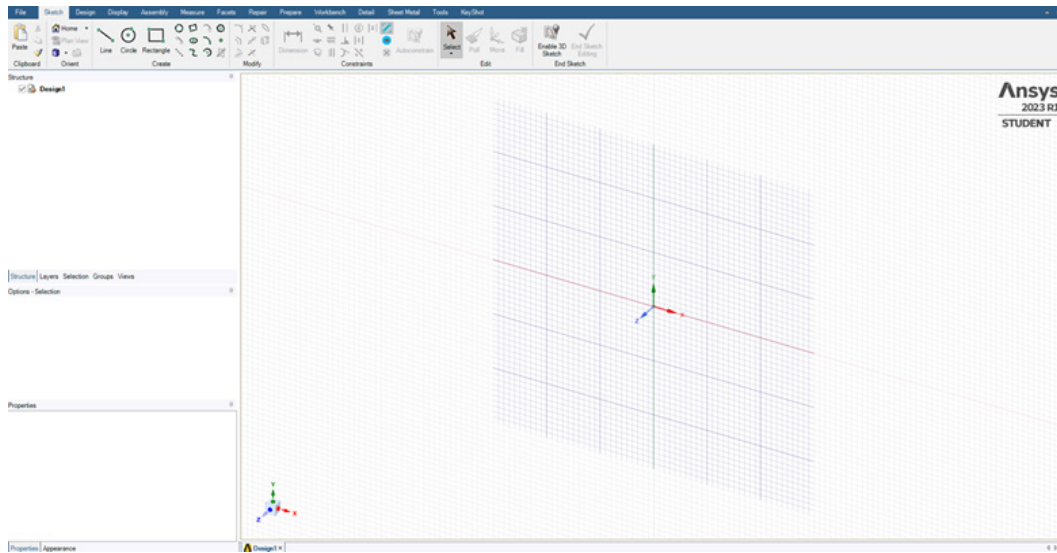 File Sketch Design Display Assembly Measure Facets Repair Prepare Workbench Detail Sheet Metal Tools KeyShot
Home
Paste Plan View Line Circle Rectangle Dimension Autoconstrain Select Pull Move Fill Enable 3D Sketch End Sketch Editing
Clipboard Orient Create Modify Constraints Edit End Sketch
Structure
Design1
Ansys
2023 R1
STUDENT
Structure Layers Selection Groups Views
Options - Selection
Y
X
Z
Properties
Y
X
Z
Properties Appearance
Design1